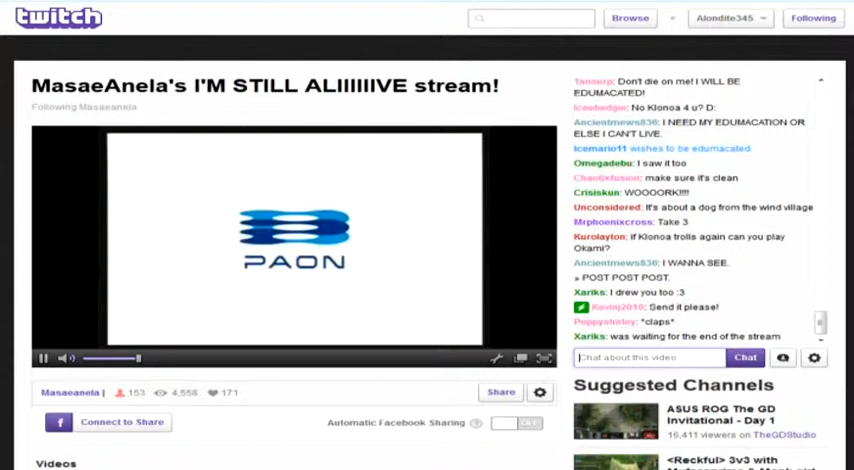 twitch
Browse
Alondite345
Following
MasaeAnela's I'M STILL ALIIIIIIVE stream!
Following Masaeanela
PAON
Masaeanela |
153
4,558
171
Share
Connect to Share
Automatic Facebook Sharing
OFF
Videos
Tannerp: Don't die on me! I WILL BE
EDUMACATED!
Iceehedgie: No Klonoa 4 u? D:
Ancientmews836: I NEED MY EDUMACATION OR
ELSE I CAN'T LIVE.
Icemario11 wishes to be edumacated.
Omegadebu: I saw it too
Chaotixfusion: make sure it's clean
Crisiskun: WOOOORK!!!!
Unconsidered: It's about a dog from the wind village
Mrphoenixcross: Take 3
Kurolayton: if Klonoa trolls again can you play
Okami?
Ancientmews836: I WANNA SEE.
» POST POST POST.
Xariks: I drew you too :3
Kevinj2010: Send it please!
Peppyshirley: *claps*
Xariks: was waiting for the end of the stream
Chat about this video
Chat
Suggested Channels
ASUS ROG The GD
Invitational - Day 1
16,411 viewers on TheGDStudio
<Reckful> 3v3 with